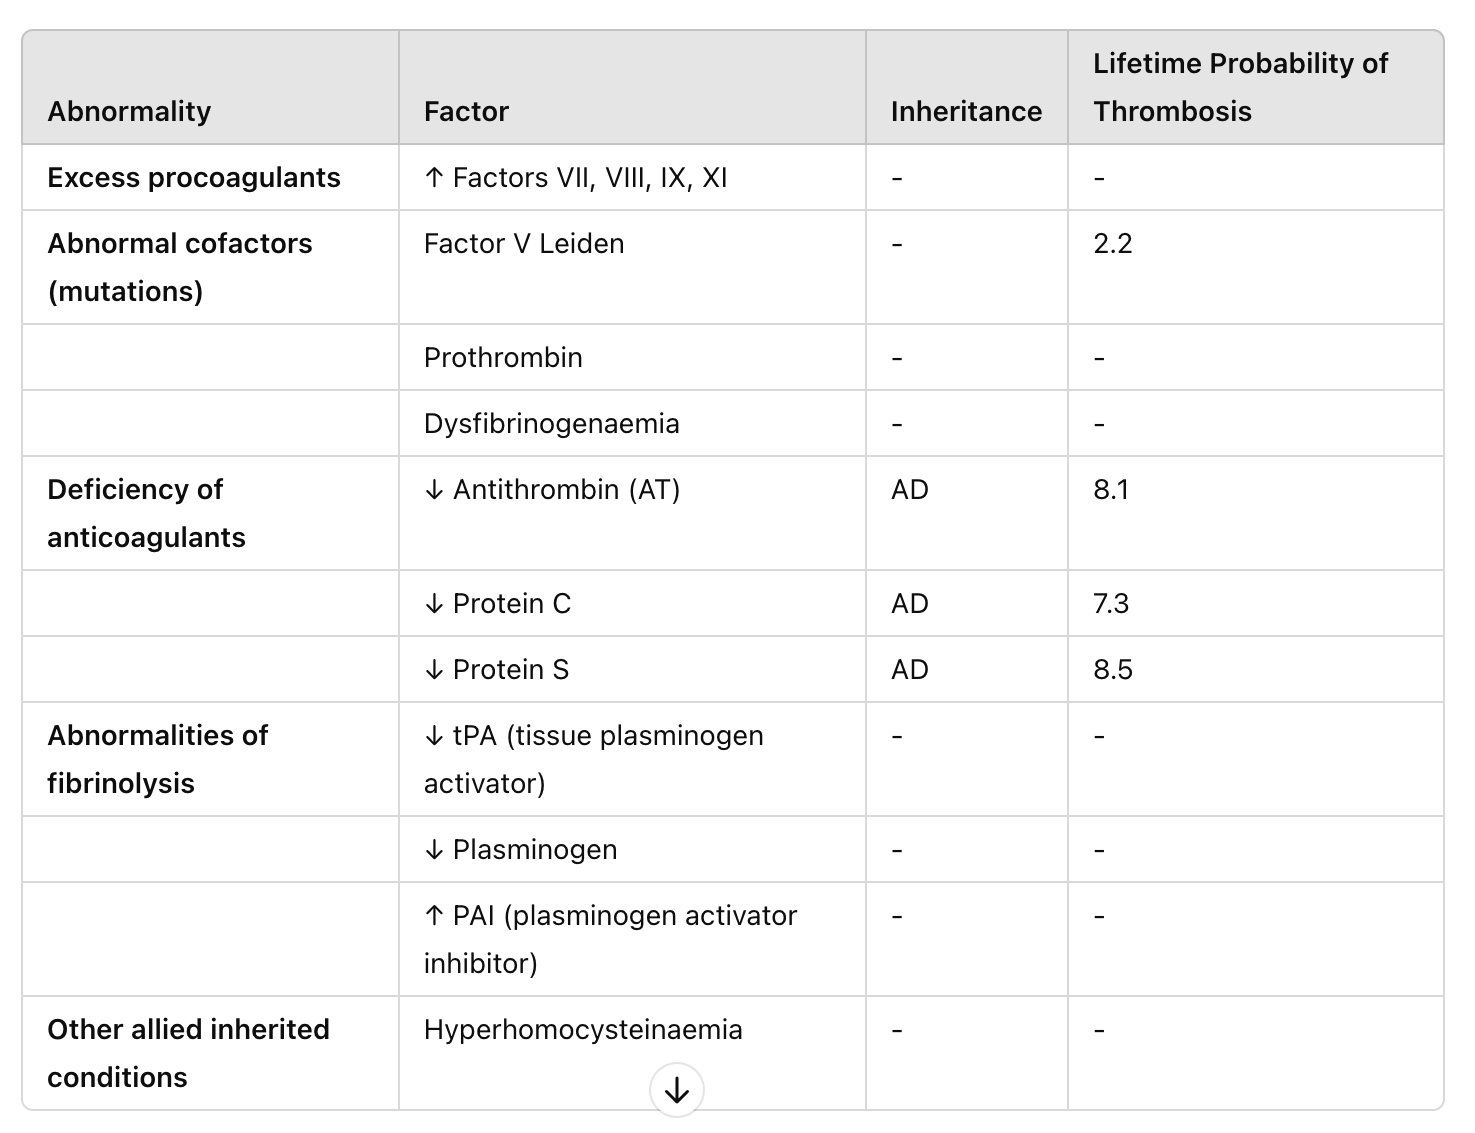 Lifetime Probability of
Abnormality Factor Inheritance Thrombosis
Excess procoagulants ↑ Factors VII, VIII, IX, XI - -
Abnormal cofactors Factor V Leiden - 2.2
(mutations)
Prothrombin - -
Dysfibrinogenaemia - -
Deficiency of ↓ Antithrombin (AT) AD 8.1
anticoagulants
↓ Protein C AD 7.3
↓ Protein S AD 8.5
Abnormalities of ↓ tPA (tissue plasminogen - -
fibrinolysis activator)
↓ Plasminogen - -
↑ PAI (plasminogen activator - -
inhibitor)
Other allied inherited Hyperhomocysteinaemia - -
conditions